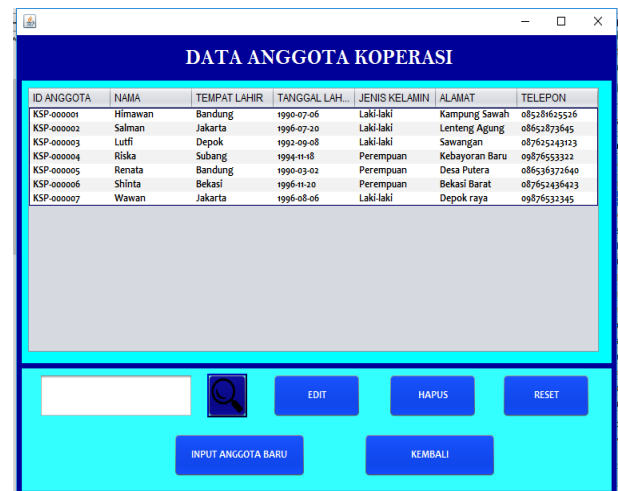 DATA ANGGOTA KOPERASI
ID ANGGOTA NAMA TEMPAT LAHIR TANGGAL LAH... JENIS KELAMIN ALAMAT TELEPON
KSP-000001 Himawan Bandung 1990-07-06 Laki-laki Kampung Sawah 085281625526
KSP-000002 Salman Jakarta 1996-07-20 Laki-laki Lenteng Agung 08652873645
KSP-000003 Lutfi Depok 1992-09-08 Laki-laki Sawangan 087625243123
KSP-000004 Riska Subang 1994-11-18 Perempuan Kebayoran Baru 09876553322
KSP-000005 Renata Bandung 1990-03-02 Perempuan Desa Putera 086536372640
KSP-000006 Shinta Bekasi 1996-11-20 Perempuan Bekasi Barat 087652436423
KSP-000007 Wawan Jakarta 1996-08-06 Laki-laki Depok raya 09876532345
EDIT HAPUS RESET
INPUT ANGGOTA BARU KEMBALI